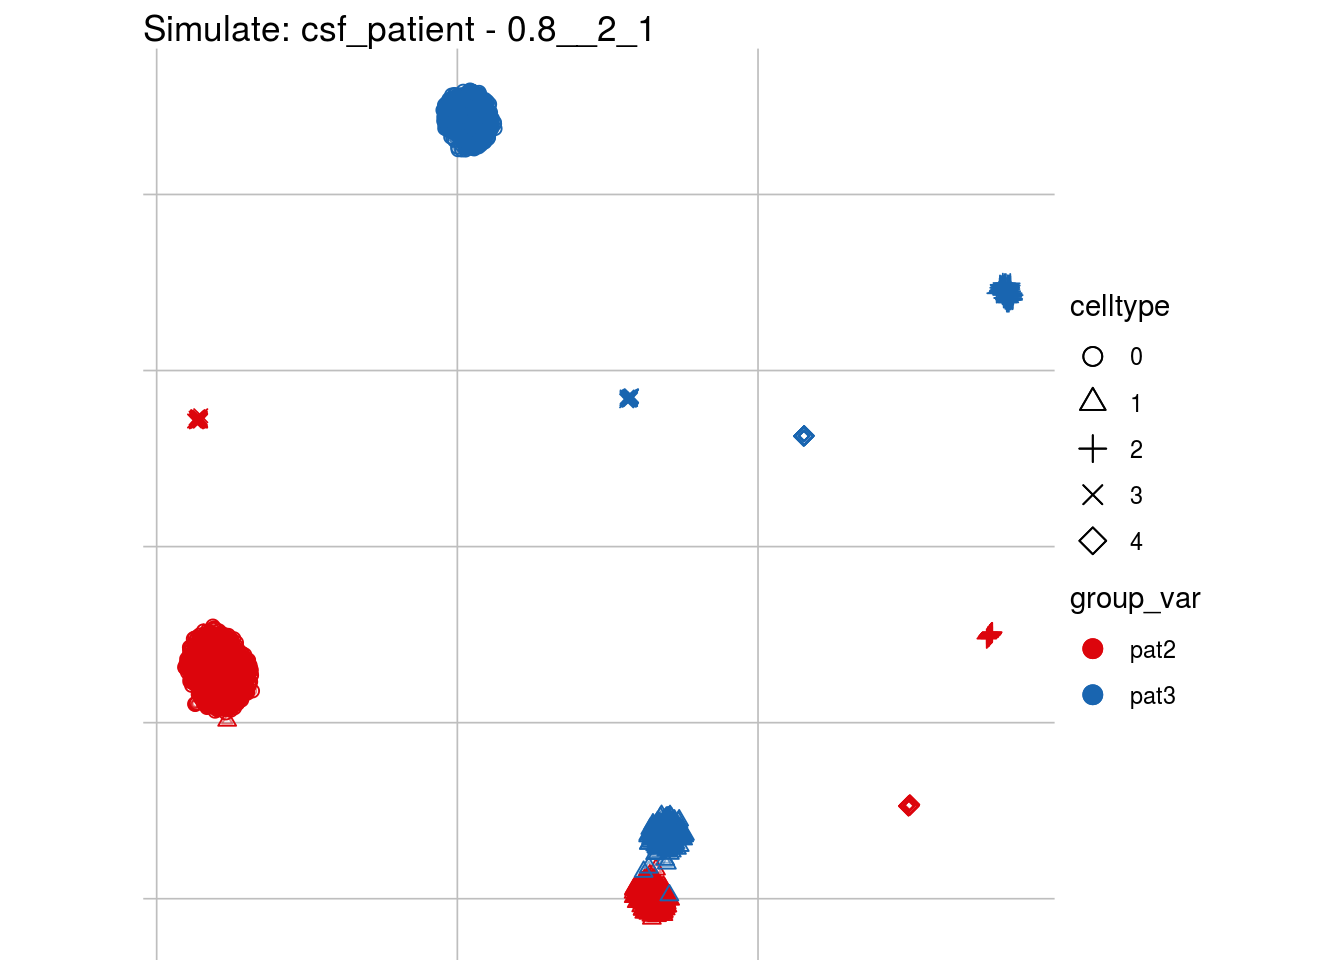 Simulate: csf_patient - 0.8__2_1
celltype
0
1
2
3
4
group_var
pat2
pat3